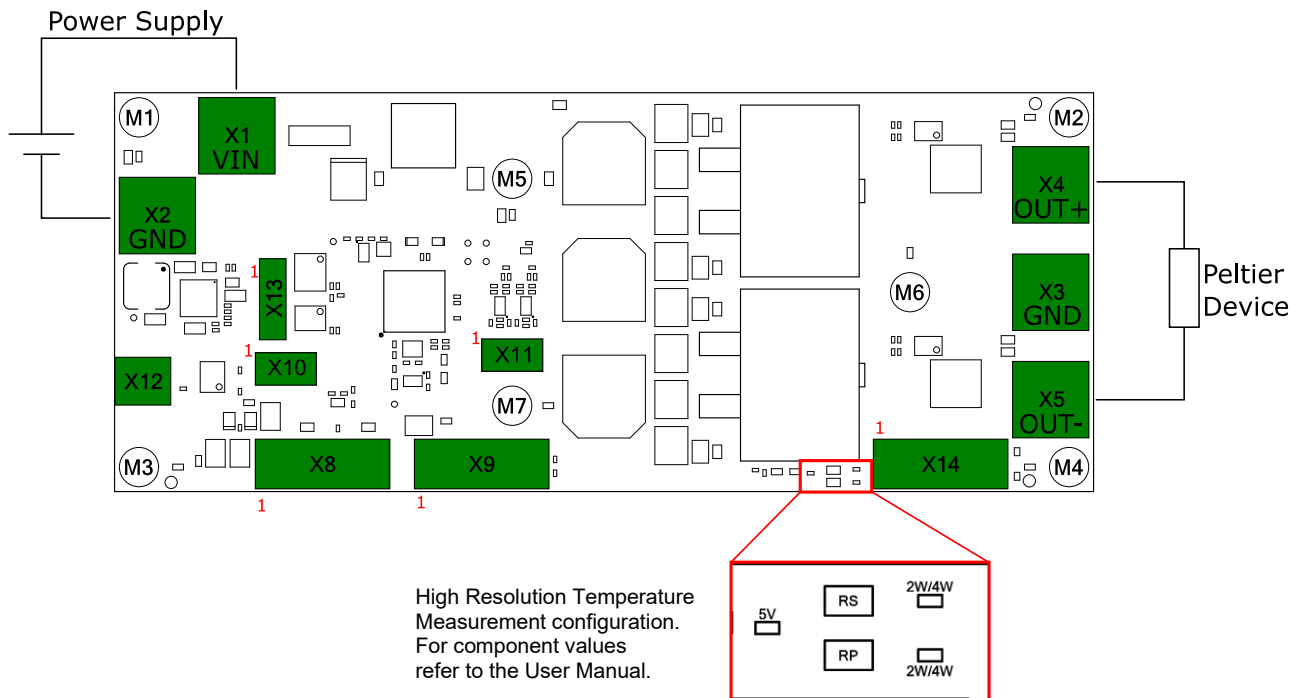 Power Supply
M1
X1
VIN
M2
X2
GND
M5
X4
OUT+
1
X13
M6
X3
GND
Peltier
Device
1
X10
1
X11
X12
M7
X5
OUT-
1
M3
X8
X9
X14
M4
1
1
High Resolution Temperature
Measurement configuration.
For component values
refer to the User Manual.
5V
RS
2W/4W
RP
2W/4W